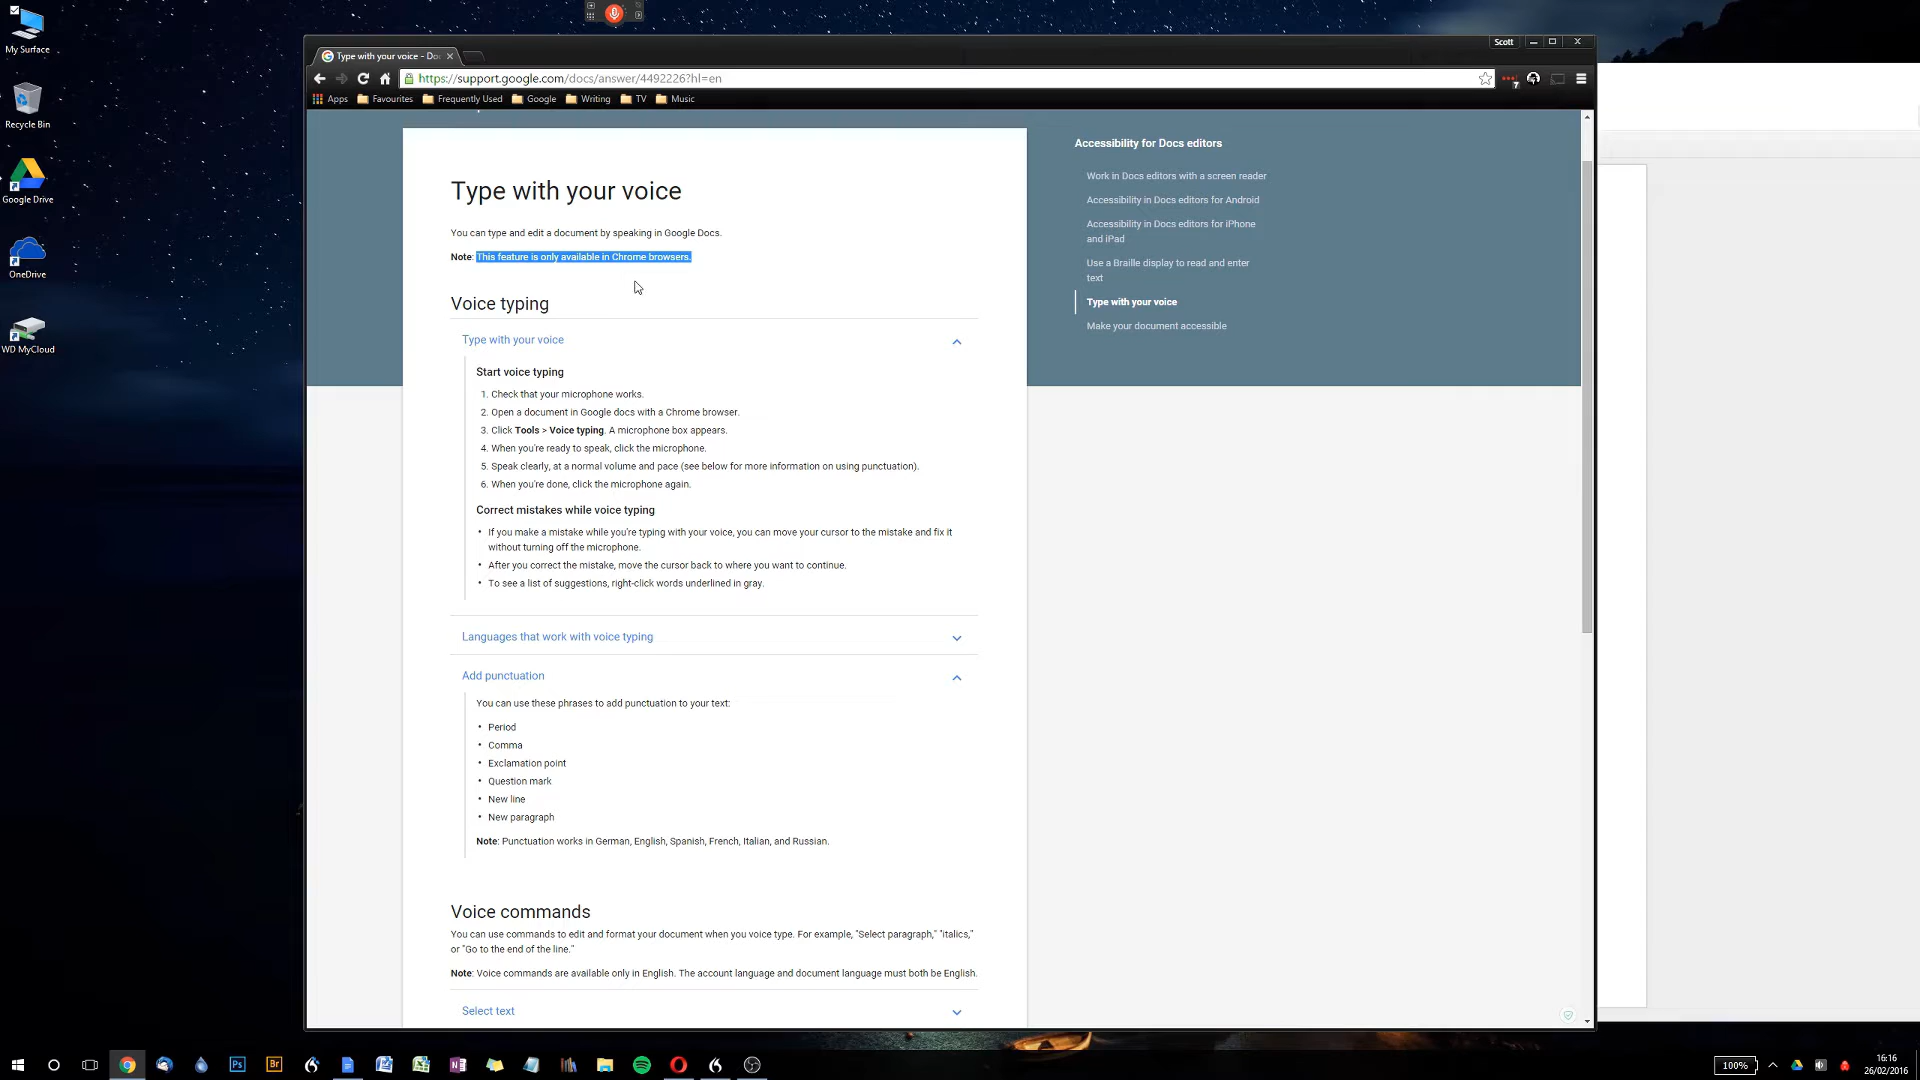 My Surface
Recycle Bin
Google Drive
OneDrive
WD MyCloud
Scott
Type with your voice - Do
https://support.google.com/docs/answer/4492226?hl=en
7
Apps
Favourites
Frequently Used
Google
Writing
TV
Music
Type with your voice
You can type and edit a document by speaking in Google Docs.
Note: This feature is only available in Chrome browsers.
Voice typing
Type with your voice
Start voice typing
1. Check that your microphone works.
2. Open a document in Google docs with a Chrome browser.
3. Click Tools > Voice typing. A microphone box appears.
4. When you're ready to speak, click the microphone.
5. Speak clearly, at a normal volume and pace (see below for more information on using punctuation).
6. When you're done, click the microphone again.
Correct mistakes while voice typing
• If you make a mistake while you're typing with your voice, you can move your cursor to the mistake and fix it
without turning off the microphone.
• After you correct the mistake, move the cursor back to where you want to continue.
• To see a list of suggestions, right-click words underlined in gray.
Languages that work with voice typing
Add punctuation
You can use these phrases to add punctuation to your text:
• Period
• Comma
• Exclamation point
• Question mark
• New line
• New paragraph
Note: Punctuation works in German, English, Spanish, French, Italian, and Russian.
Voice commands
You can use commands to edit and format your document when you voice type. For example, "Select paragraph," "italics,"
or "Go to the end of the line."
Note: Voice commands are available only in English. The account language and document language must both be English.
Select text
Accessibility for Docs editors
Work in Docs editors with a screen reader
Accessibility in Docs editors for Android
Accessibility in Docs editors for iPhone
and iPad
Use a Braille display to read and enter
text
Type with your voice
Make your document accessible
Ps
Br
100%
16:16
26/02/2016